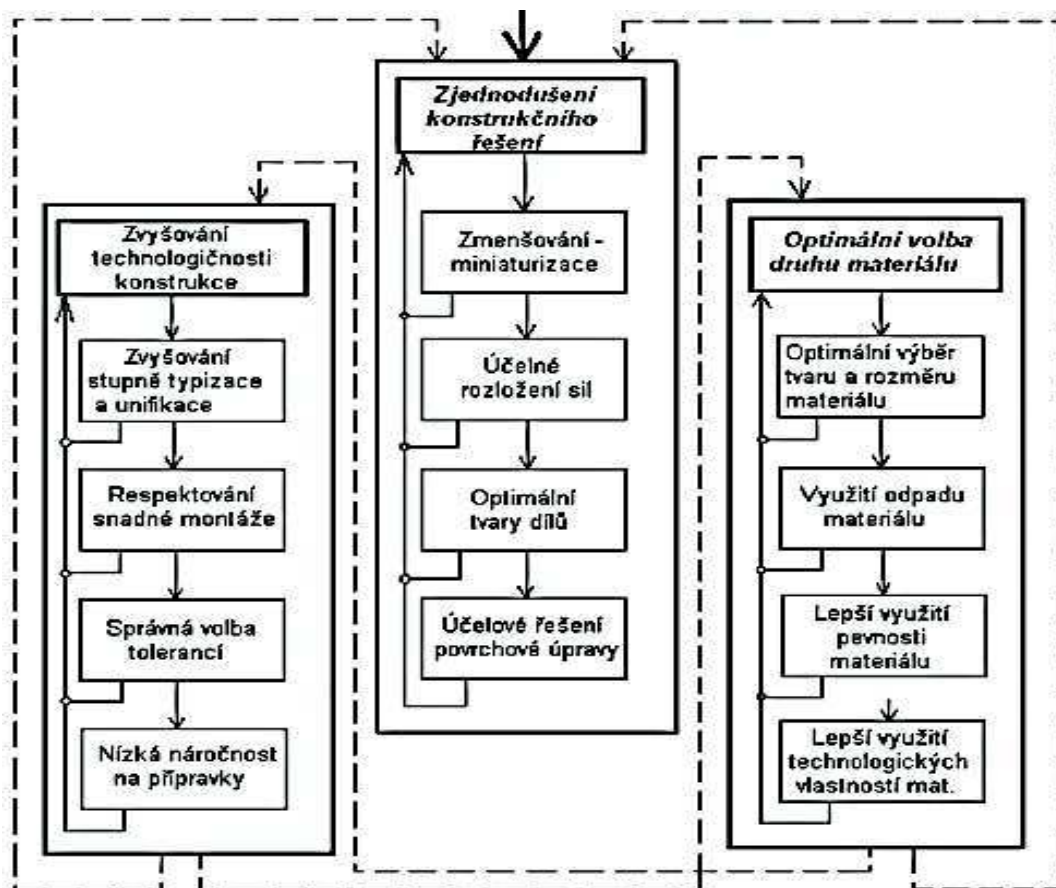 Zjednodušení
konstrukčního
řešení
Zmenšování -
miniaturizace
Účelné
rozložení sil
Optimální
tvary dílů
Účelové řešení
povrchové úpravy
Zvyšování
technologičnosti
konstrukce
Zvyšování
stupně typizace
a unifikace
Respektování
snadné montáže
Správná volba
tolerancí
Nízká náročnost
na přípravky
Optimální volba
druhu materiálu
Optimální výběr
tvaru a rozměru
materiálu
Využití odpadu
materiálu
Lepší využití
pevnosti
materiálu
Lepší využití
technologických
vlastností mat.